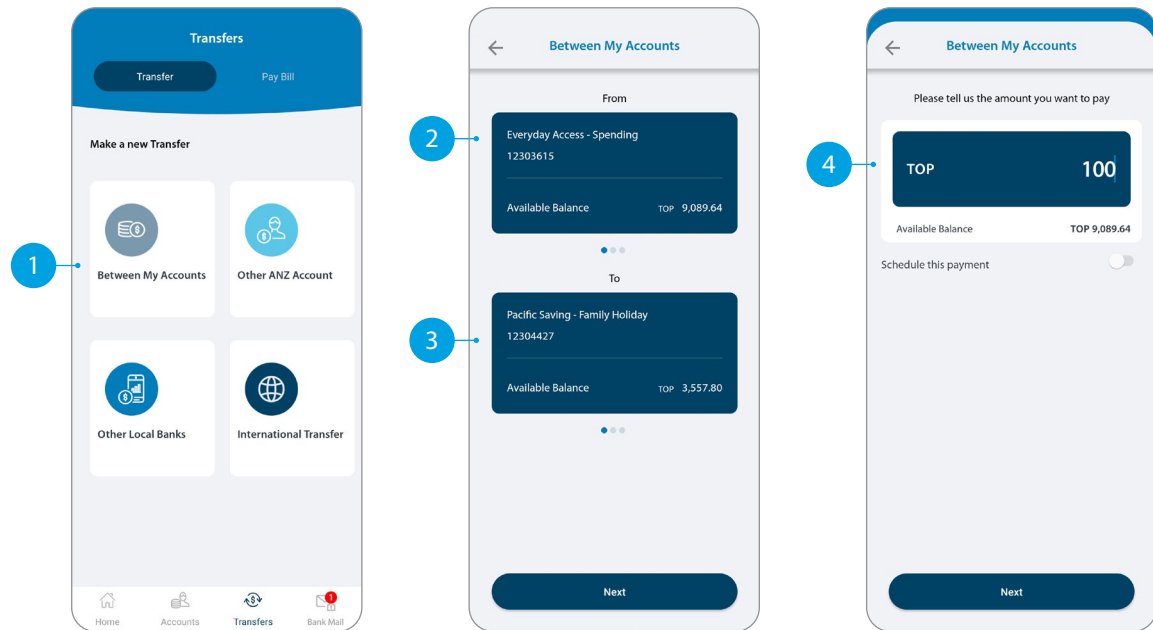 Transfers
Transfer
Pay Bill
Make a new Transfer
1
Between My Accounts
Other ANZ Account
Other Local Banks
International Transfer
1
Home
Accounts
Transfers
Bank Mail
Between My Accounts
From
2
Everyday Access - Spending
12303615
Available Balance TOP 9,089.64
To
3
Pacific Saving - Family Holiday
12304427
Available Balance TOP 3,557.80
Next
Between My Accounts
Please tell us the amount you want to pay
4
TOP 100
Available Balance TOP 9,089.64
Schedule this payment
Next